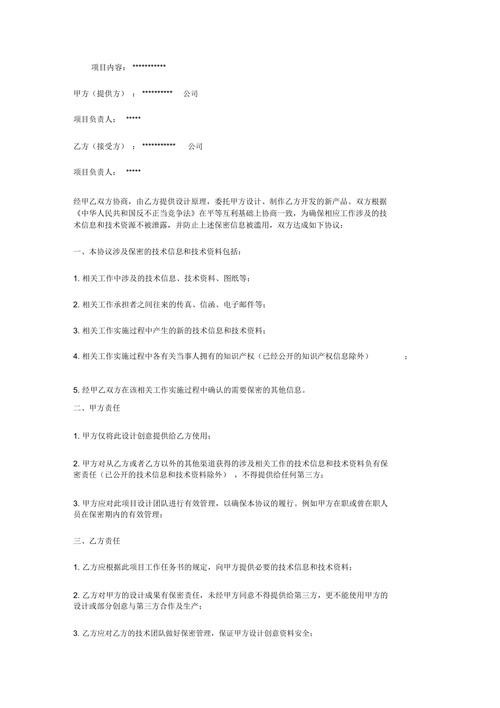 项目内容：***********
甲方（提供方）：********** 公司
项目负责人： *****
乙方（接受方）：*********** 公司
项目负责人： *****
经甲乙双方协商，由乙方提供设计原理，委托甲方设计、制作乙方开发的新产品。双方根据
《中华人民共和国反不正当竞争法》在平等互利基础上协商一致，为确保相应工作涉及的技
术信息和技术资源不被泄露，并防止上述保密信息被滥用，双方达成如下协议：
一、本协议涉及保密的技术信息和技术资料包括：
1. 相关工作中涉及的技术信息、技术资料、图纸等；
2. 相关工作承担者之间往来的传真、信函、电子邮件等；
3. 相关工作实施过程中产生的新的技术信息和技术资料；
4. 相关工作实施过程中各有关当事人拥有的知识产权（已经公开的知识产权信息除外） ；
5. 经甲乙双方在该相关工作实施过程中确认的需要保密的其他信息。
二、甲方责任
1. 甲方仅将此设计创意提供给乙方使用；
2. 甲方对从乙方或者乙方以外的其他渠道获得的涉及相关工作的技术信息和技术资料负有保
密责任（已公开的技术信息和技术资料除外） ，不得提供给任何第三方；
3. 甲方应对此项目设计团队进行有效管理，以确保本协议的履行。例如甲方在职或曾在职人
员在保密期内的有效管理；
三、乙方责任
1. 乙方应根据此项目工作任务书的规定，向甲方提供必要的技术信息和技术资料；
2. 乙方对甲方的设计成果有保密责任，未经甲方同意不得提供给第三方，更不能使用甲方的
设计或部分创意与第三方合作及生产；
3. 乙方应对乙方的技术团队做好保密管理，保证甲方设计创意资料安全；